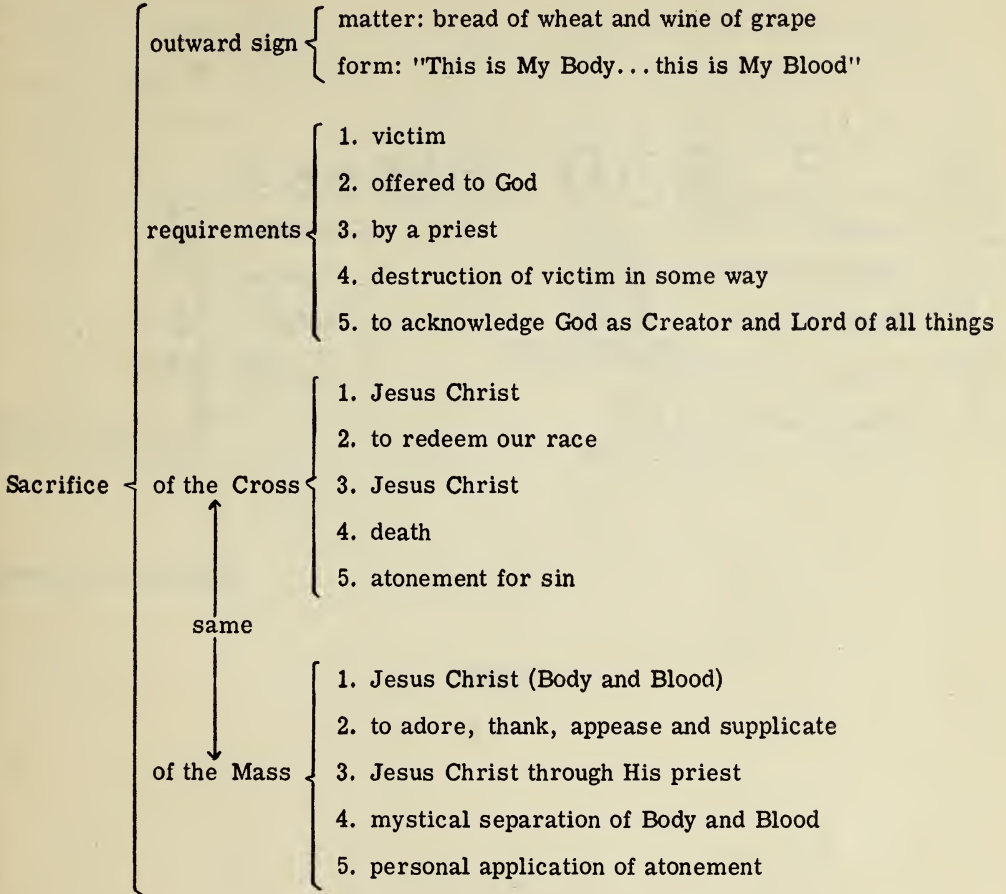 matter: bread of wheat and wine of grape
outward sign
form: "This is My Body...this is My Blood"
1. victim
2. offered to God
requirements
3. by a priest
4. destruction of victim in some way
5. to acknowledge God as Creator and Lord of all things
1. Jesus Christ
2. to redeem our race
Sacrifice
of the Cross
3. Jesus Christ
4. death
5. atonement for sin
same
1. Jesus Christ (Body and Blood)
2. to adore, thank, appease and supplicate
of the Mass
3. Jesus Christ through His priest
4. mystical separation of Body and Blood
5. personal application of atonement